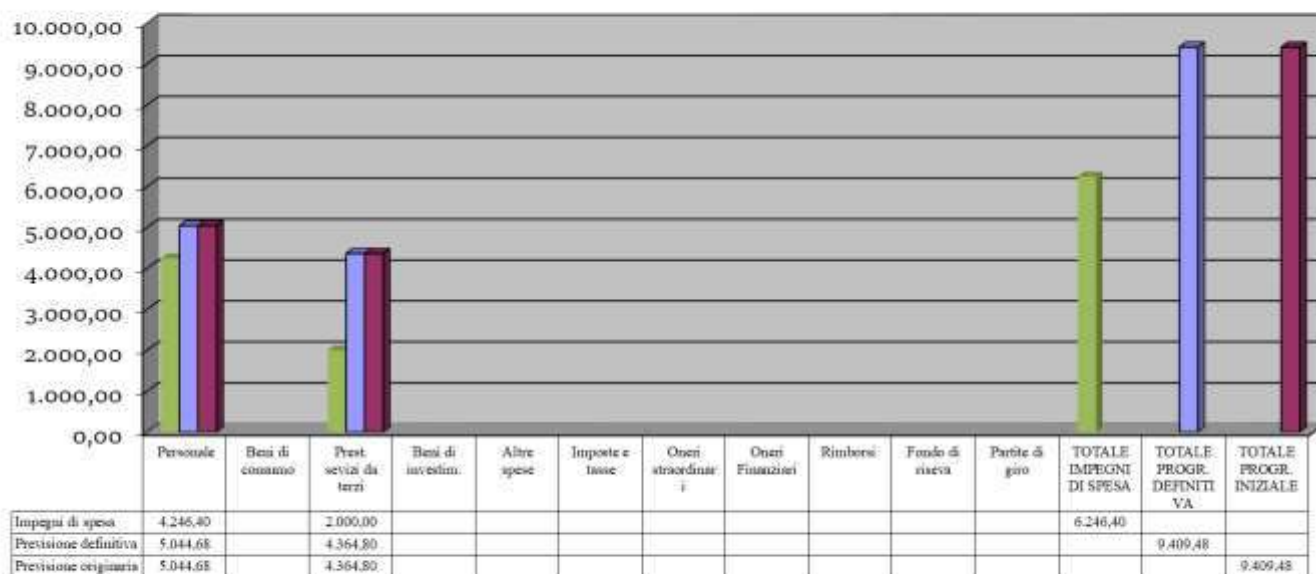 10.000,00
9.000,00
8.000,00
7.000,00
6.000,00
5.000,00
4.000,00
3.000,00
2.000,00
1.000,00
0,00
Personale
Beni di
consumo
Prest.
sevizi da
terzi
Beni di
investim.
Altre
spese
Imposte e
tasse
Oneri
straordinar
i
Oneri
Finanziari
Rimborsi
Fondo di
riseva
Partite di
giro
TOTALE
IMPEGNI
DI SPESA
TOTALE
PROGR.
DEFINITI
VA
TOTALE
PROGR.
INIZIALE
Impegni di spesa 4.246,40 2.000,00 6.246,40
Previsione definitiva 5.044,68 4.364,80 9.409,48
Previsione originaria 5.044,68 4.364,80 9.409,48